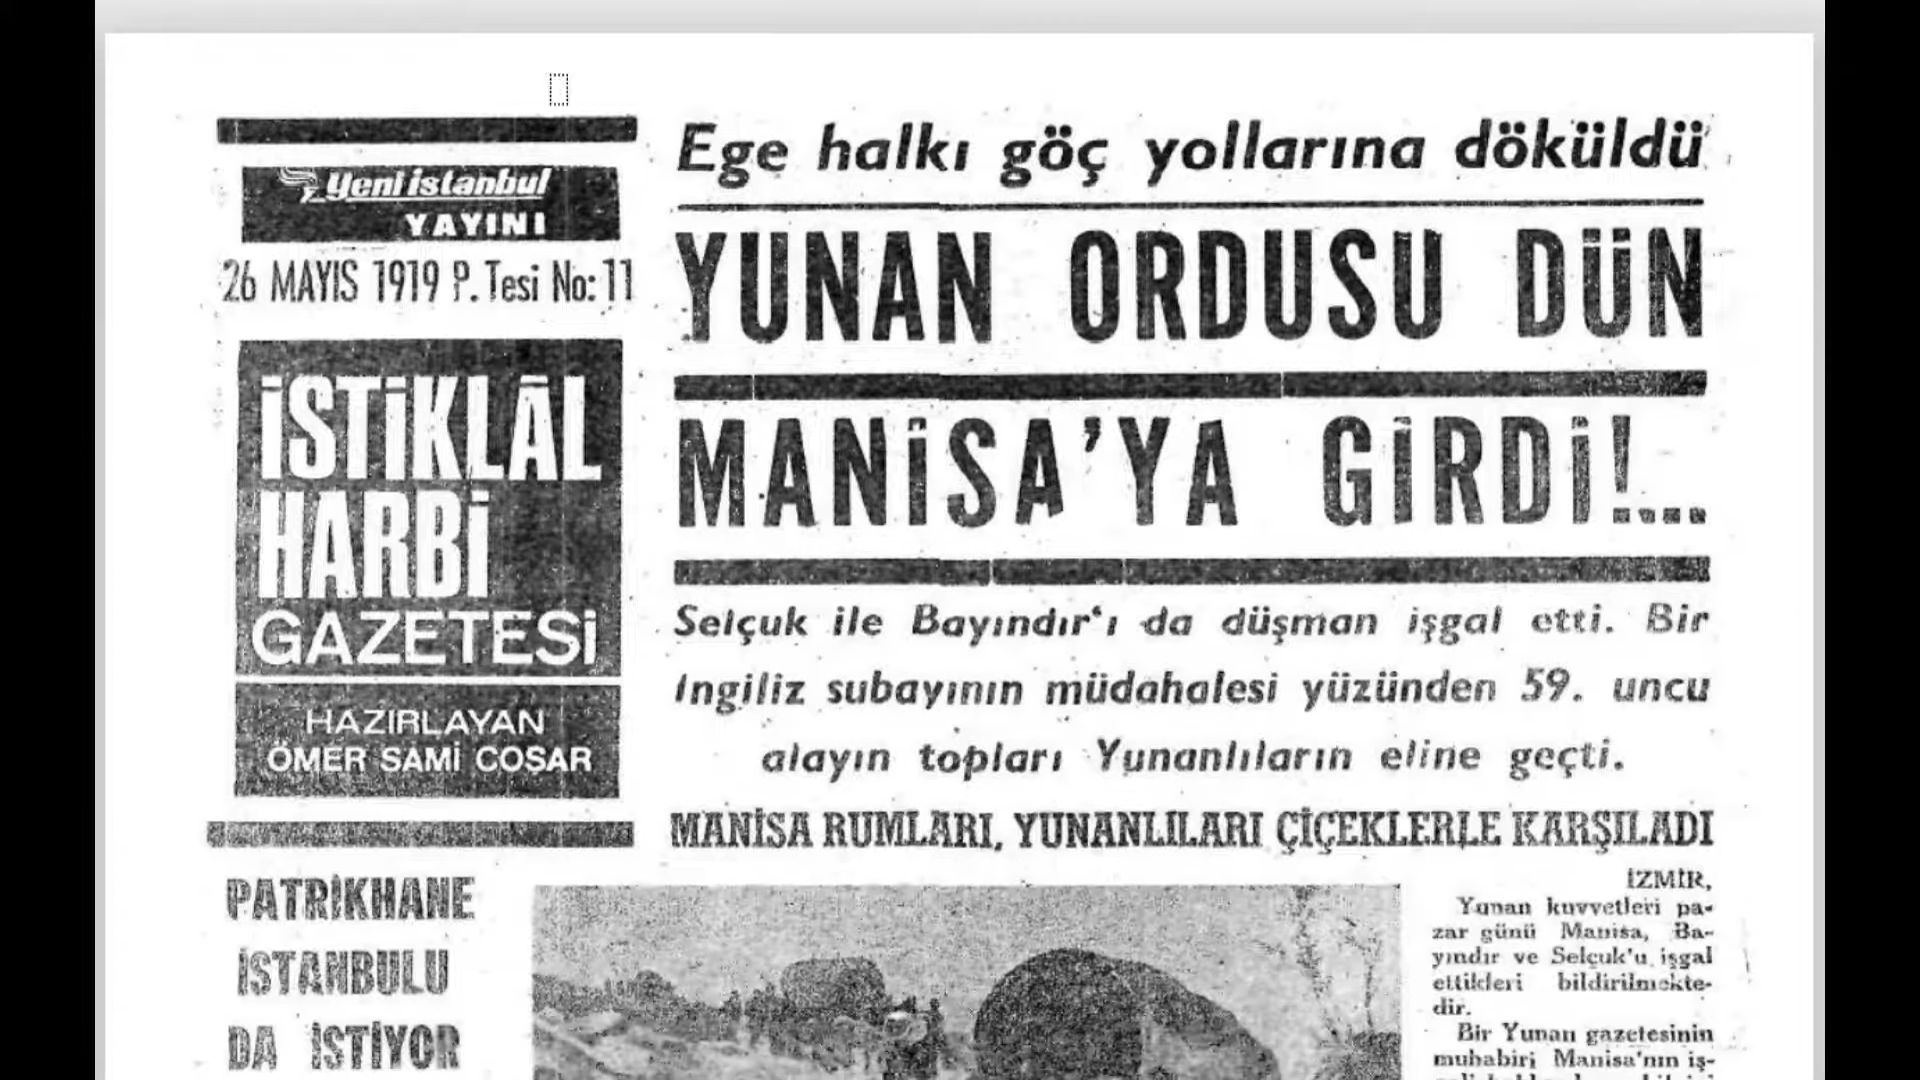 Yeni istanbul
YAYINI
26 MAYIS 1919 P. Tesi No: 11
İSTİKLÂL
HARBİ
GAZETESİ
HAZIRLAYAN
ÖMER SAMİ COŞAR
Ege halkı göç yollarına döküldü
YUNAN ORDUSU DÜN
MANİSA'YA GİRDİ!...
Selçuk ile Bayındır'ı da düşman işgal etti. Bir
İngiliz subayının müdahalesi yüzünden 59. uncu
alayın topları Yunanlıların eline geçti.
MANİSA RUMLARI, YUNANLILARI ÇİÇEKLERLE KARŞILADI
PATRİKHANE
İSTANBULU
DA İSTİYOR
İZMİR,
Yunan kuvvetleri pa-
zar günü Manisa, Ba-
yındır ve Selçuk'u işgal
ettikleri bildirilmekte-
dir.
Bir Yunan gazetesinin
muhabiri Manisa'nın iş-